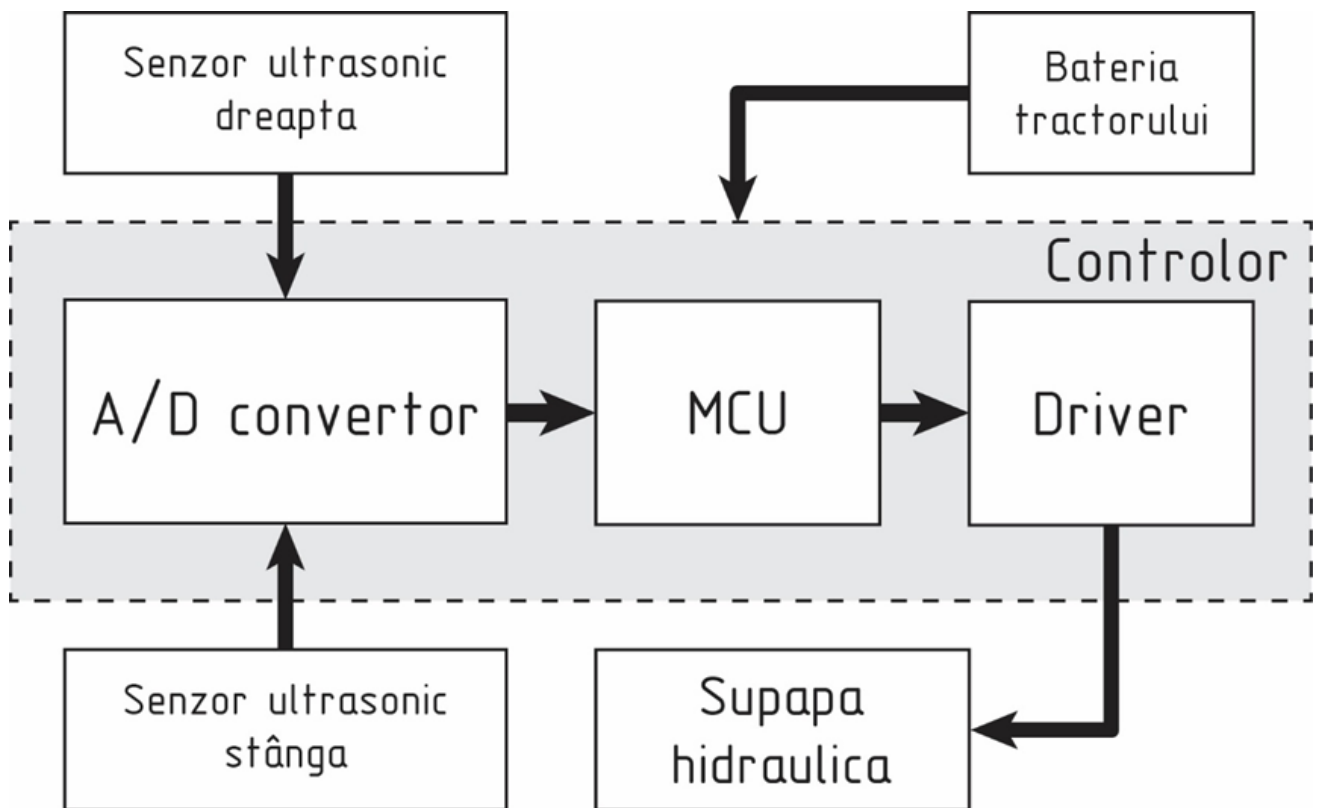 Senzor ultrasonic
dreapta
Bateria
tractorului
Controlor
A/D convertor
MCU
Driver
Senzor ultrasonic
stânga
Supapa
hidraulica